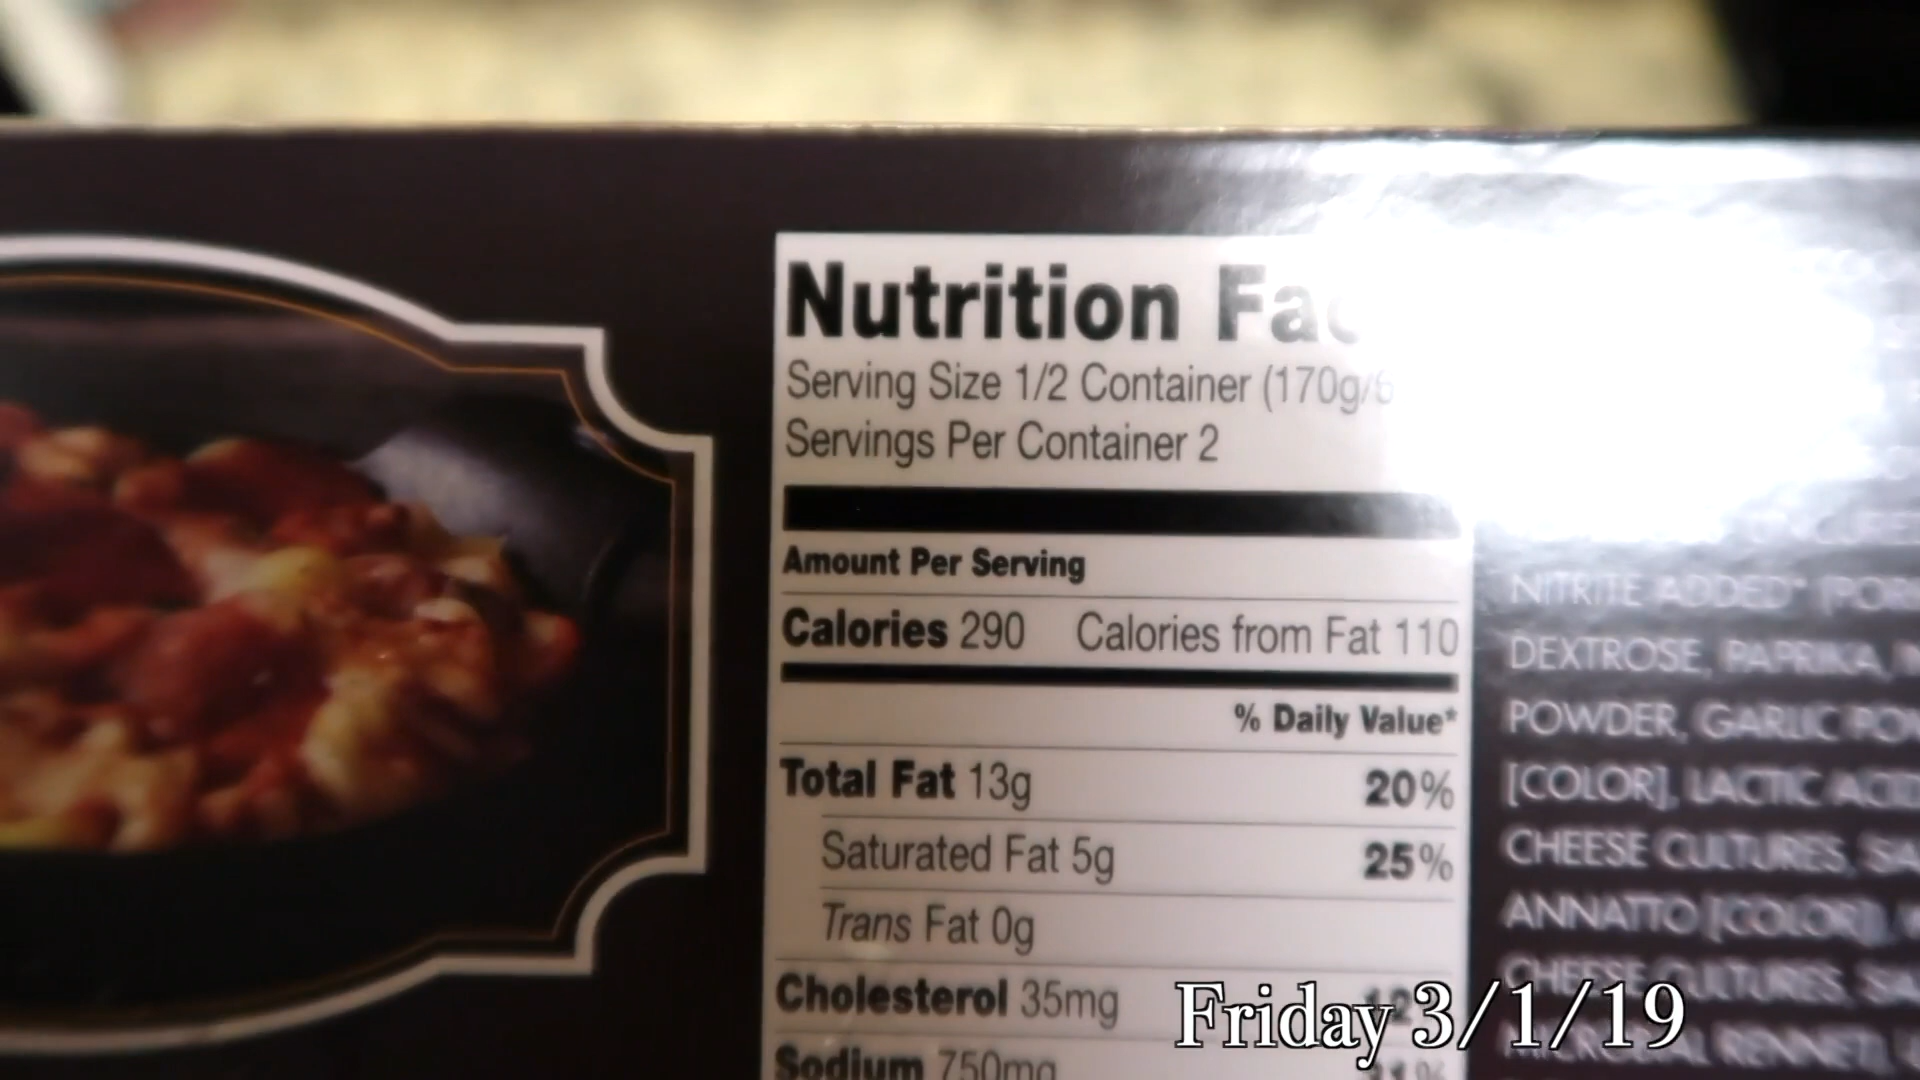 Nutrition Fac
Serving Size 1/2 Container (170g/6
Servings Per Container 2
Amount Per Serving
Calories 290 Calories from Fat 110
% Daily Value*
Total Fat 13g 20%
Saturated Fat 5g 25%
Trans Fat 0g
Cholesterol 35mg 12
Sodium 750mg
NITRITE ADDED* (PORK
DEXTROSE, PAPRIKA,
POWDER, GARLIC POW
[COLOR], LACTIC ACID
CHEESE CULTURES, SA
ANNATTO [COLOR]),
CHEESE CULTURES, SA
MICROBIAL RENNET),
Friday 3/1/19